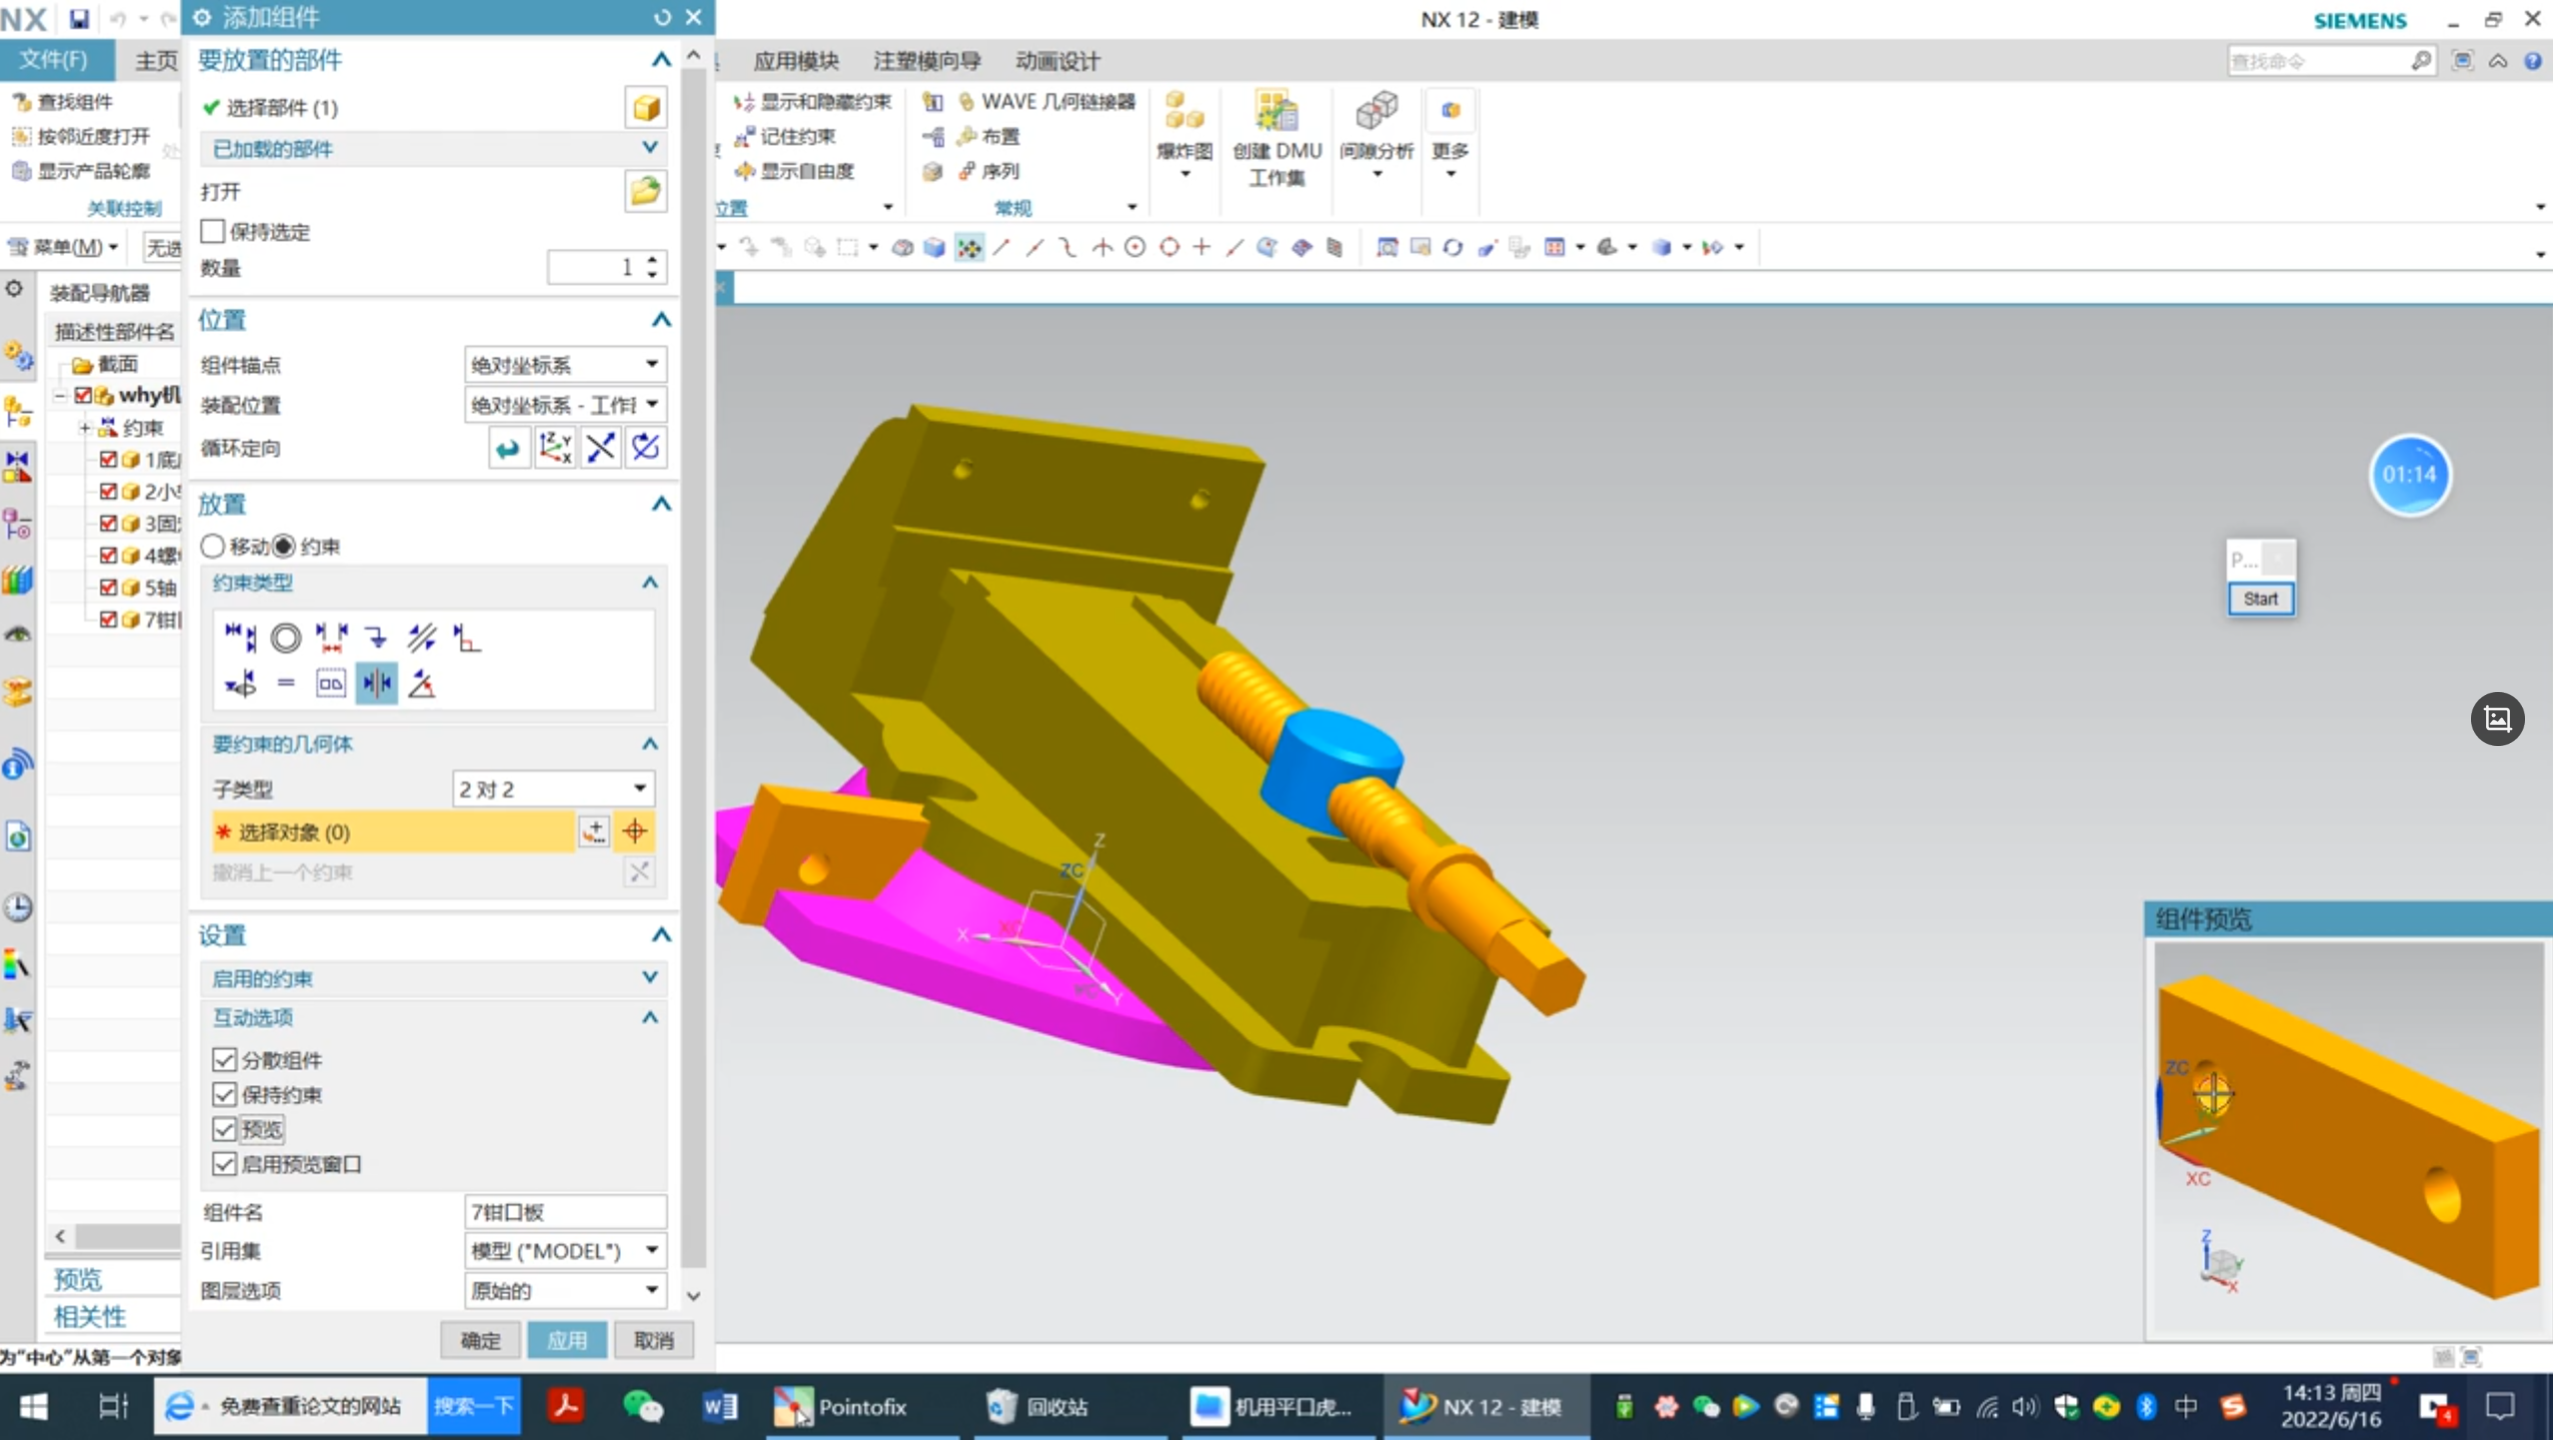 NX
添加组件
NX 12 - 建模
SIEMENS
文件(F)
主页
应用模块
注塑模向导
动画设计
查找命令
查找组件
按邻近度打开
显示产品轮廓
关联控制
显示和隐藏约束
记住约束
显示自由度
位置
WAVE 几何链接器
布置
序列
常规
爆炸图
创建 DMU
工作集
间隙分析
更多
菜单(M)
无选
装配导航器
描述性部件名
截面
why机
约束
1底
2小
3固
4螺
5轴
7钳
预览
相关性
要放置的部件
选择部件 (1)
已加载的部件
打开
保持选定
数量
1
位置
组件锚点
绝对坐标系
装配位置
绝对坐标系 - 工作
循环定向
放置
移动
约束
约束类型
要约束的几何体
子类型
2 对 2
* 选择对象 (0)
撤消上一个约束
设置
启用的约束
互动选项
分散组件
保持约束
预览
启用预览窗口
组件名
7钳口板
引用集
模型 ("MODEL")
图层选项
原始的
确定
应用
取消
Z
ZC
X
XC
Y
01:14
P...
Start
组件预览
ZC
XC
Z
Y
X
为“中心”从第一个对象
免费查重论文的网站
搜索一下
Pointofix
回收站
机用平口虎...
NX 12 - 建模
中
14:13 周四
2022/6/16
4